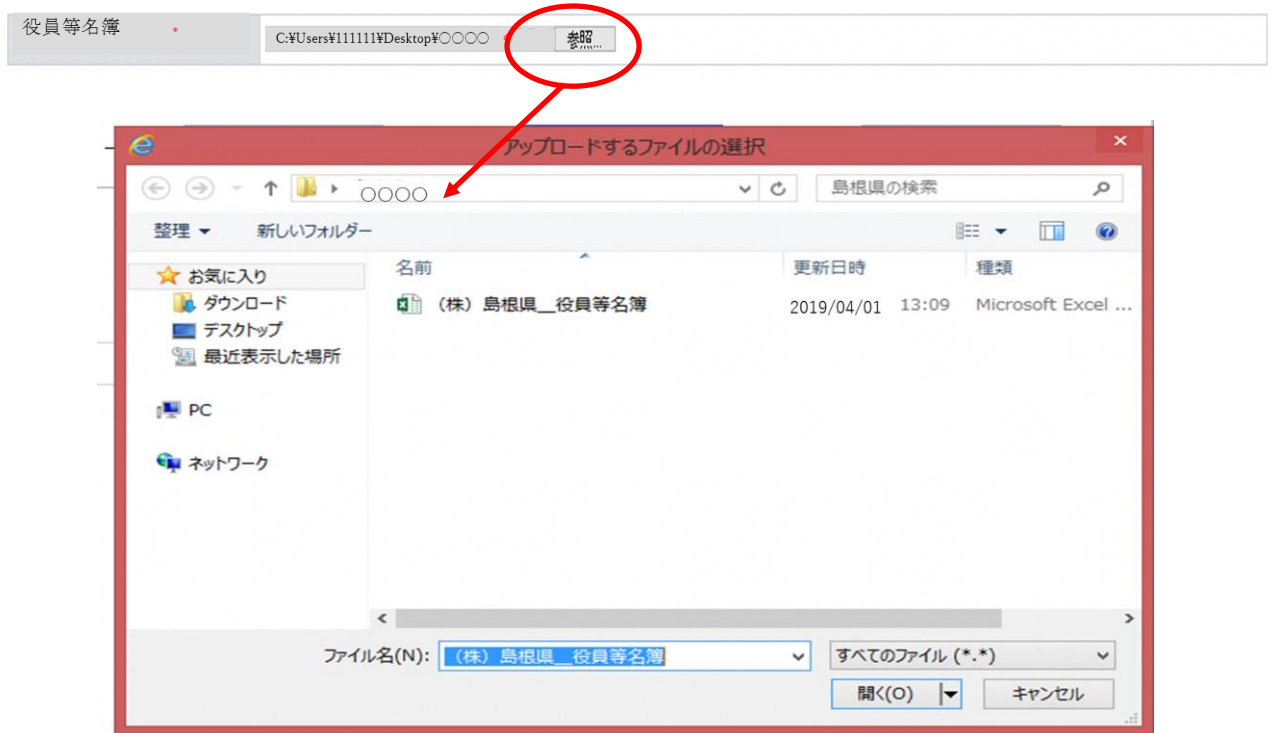 役員等名簿 *
C:¥Users¥111111¥Desktop¥〇〇〇〇 * 参照...
アップロードするファイルの選択
〇〇〇〇 島根県の検索
整理 新しいフォルダー
お気に入り
ダウンロード
デスクトップ
最近表示した場所
PC
ネットワーク
名前 更新日時 種類
（株）島根県__役員等名簿 2019/04/01 13:09 Microsoft Excel ...
ファイル名(N): （株）島根県__役員等名簿 すべてのファイル (*.*)
開く(O) キャンセル